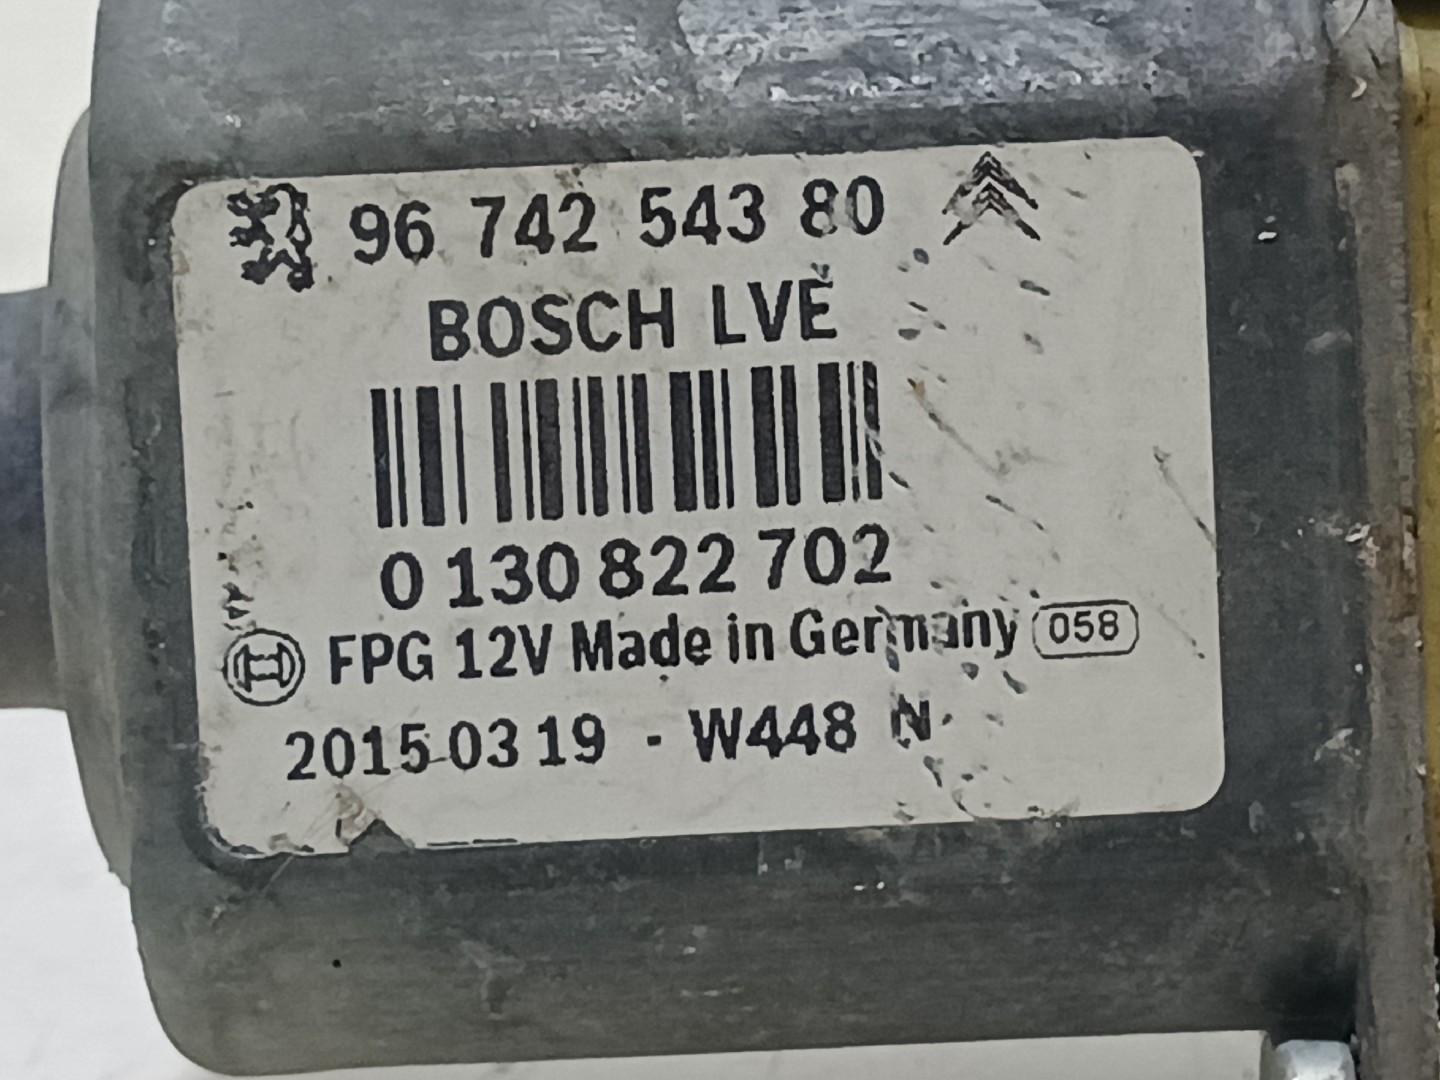 96 742 543 80
BOSCH LVE
0 130 822 702
FPG 12V Made in Germany 058
2015 03 19 - W448 N